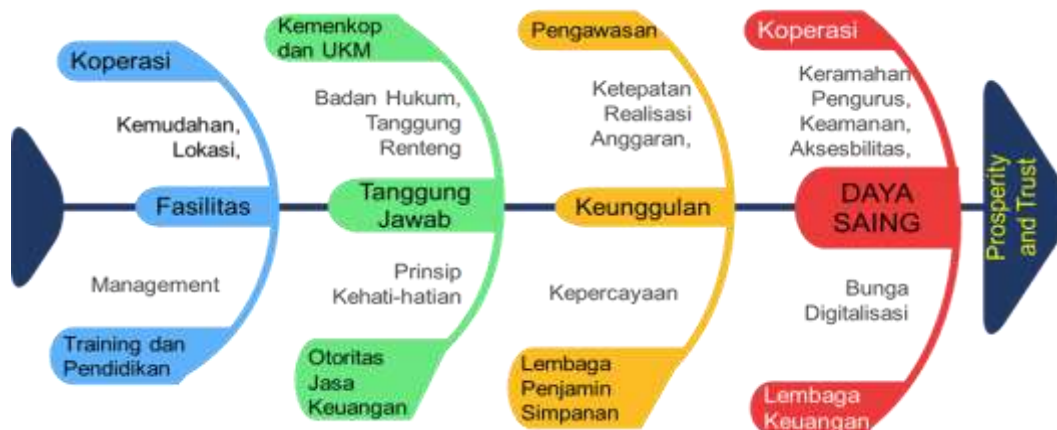 Koperasi
Kemudahan,
Lokasi,
Fasilitas
Management
Training dan
Pendidikan
Kemenkop
dan UKM
Badan Hukum,
Tanggung
Renteng
Tanggung
Jawab
Prinsip
Kehati-hatian
Otoritas
Jasa
Keuangan
Pengawasan
Ketepatan
Realisasi
Anggaran,
Keunggulan
Kepercayaan
Lembaga
Penjamin
Simpanan
Koperasi
Keramahan
Pengurus,
Keamanan,
Aksesbilitas,
DAYA
SAING
Bunga
Digitalisasi
Lembaga
Keuangan
Prosperity
and Trust